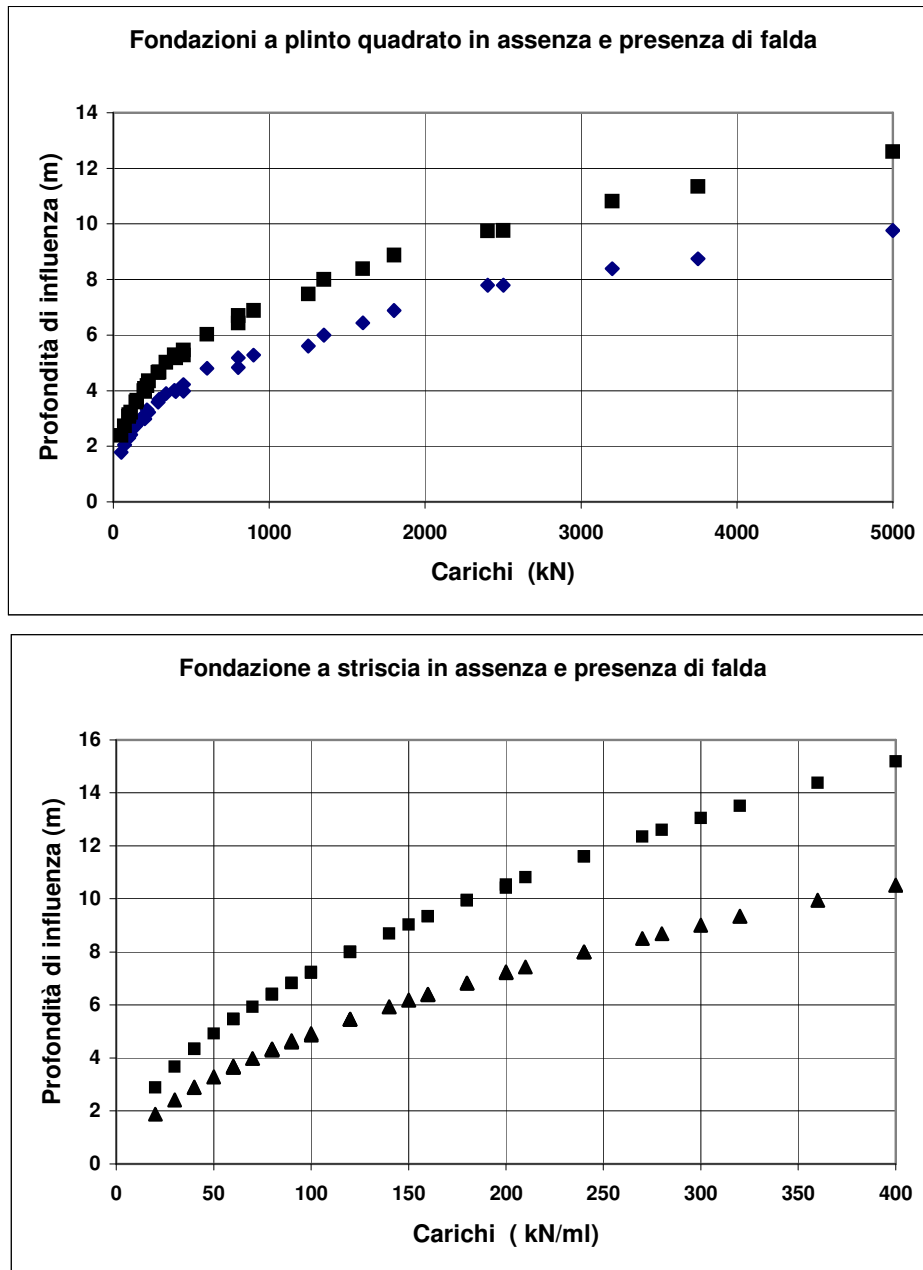 Fondazioni a plinto quadrato in assenza e presenza di falda
Profondità di influenza (m)
14
12
10
8
6
4
2
0
0 1000 2000 3000 4000 5000
Carichi (kN)
Fondazione a striscia in assenza e presenza di falda
Profondità di influenza (m)
16
14
12
10
8
6
4
2
0
0 50 100 150 200 250 300 350 400
Carichi ( kN/ml)